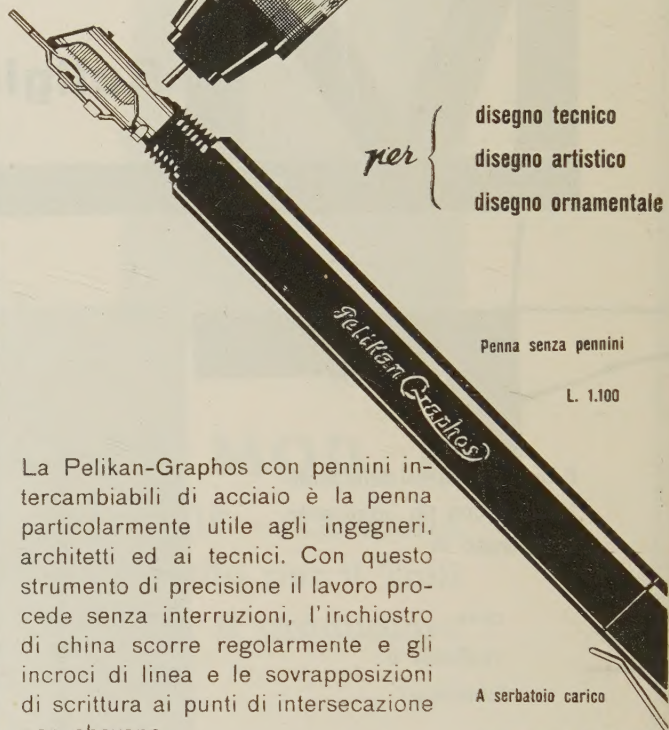 per
disegno tecnico
disegno artistico
disegno ornamentale
Pelikan Graphos
Penna senza pennini
L. 1.100
La Pelikan-Graphos con pennini in-
tercambiabili di acciaio è la penna
particolarmente utile agli ingegneri,
architetti ed ai tecnici. Con questo
strumento di precisione il lavoro pro-
cede senza interruzioni, l'inchiostro
di china scorre regolarmente e gli
incroci di linea e le sovrapposizioni
di scrittura ai punti di intersecazione
A serbatoio carico